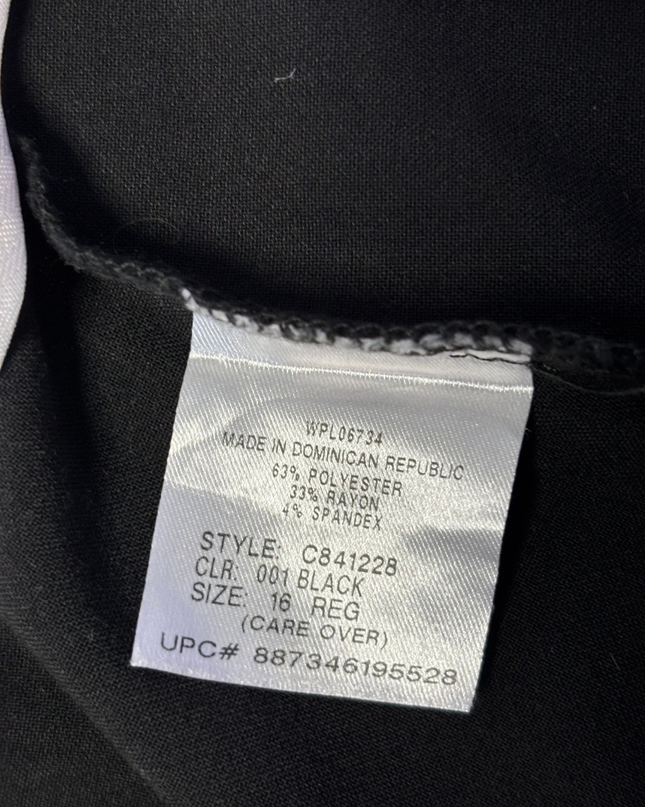 WPL06734
MADE IN DOMINICAN REPUBLIC
63% POLYESTER
33% RAYON
4% SPANDEX
STYLE: C841228
CLR: 001 BLACK
SIZE: 16 REG
(CARE OVER)
UPC# 887346195528